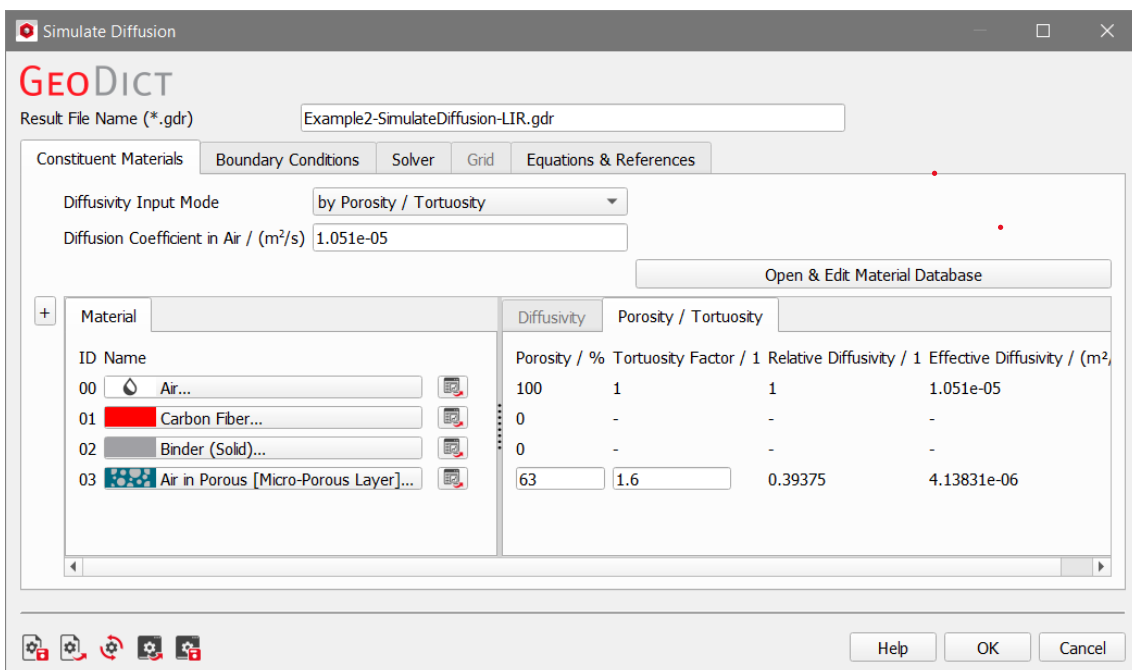 Simulate Diffusion
GEODICT
Result File Name (*.gdr) Example2-SimulateDiffusion-LIR.gdr
Constituent Materials Boundary Conditions Solver Grid Equations & References
Diffusivity Input Mode by Porosity / Tortuosity
Diffusion Coefficient in Air / (m²/s) 1.051e-05
Open & Edit Material Database
+ Material Diffusivity Porosity / Tortuosity
ID Name Porosity / % Tortuosity Factor / 1 Relative Diffusivity / 1 Effective Diffusivity / (m²/
00 Air... 100 1 1 1.051e-05
01 Carbon Fiber... 0 - - -
02 Binder (Solid)... 0 - - -
03 Air in Porous [Micro-Porous Layer]... 63 1.6 0.39375 4.13831e-06
Help OK Cancel